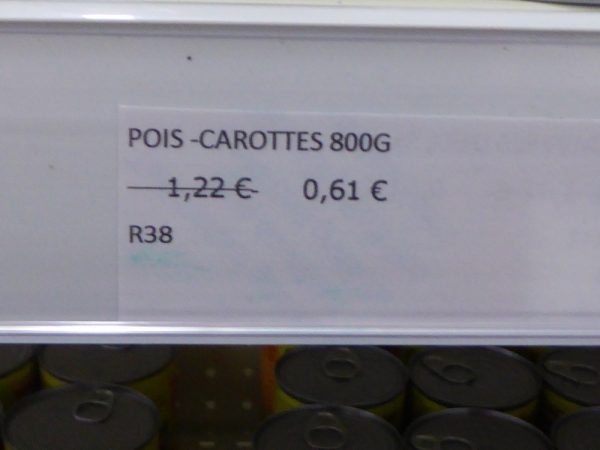 POIS -CAROTTES 800G
1,22 € 0,61 €
R38